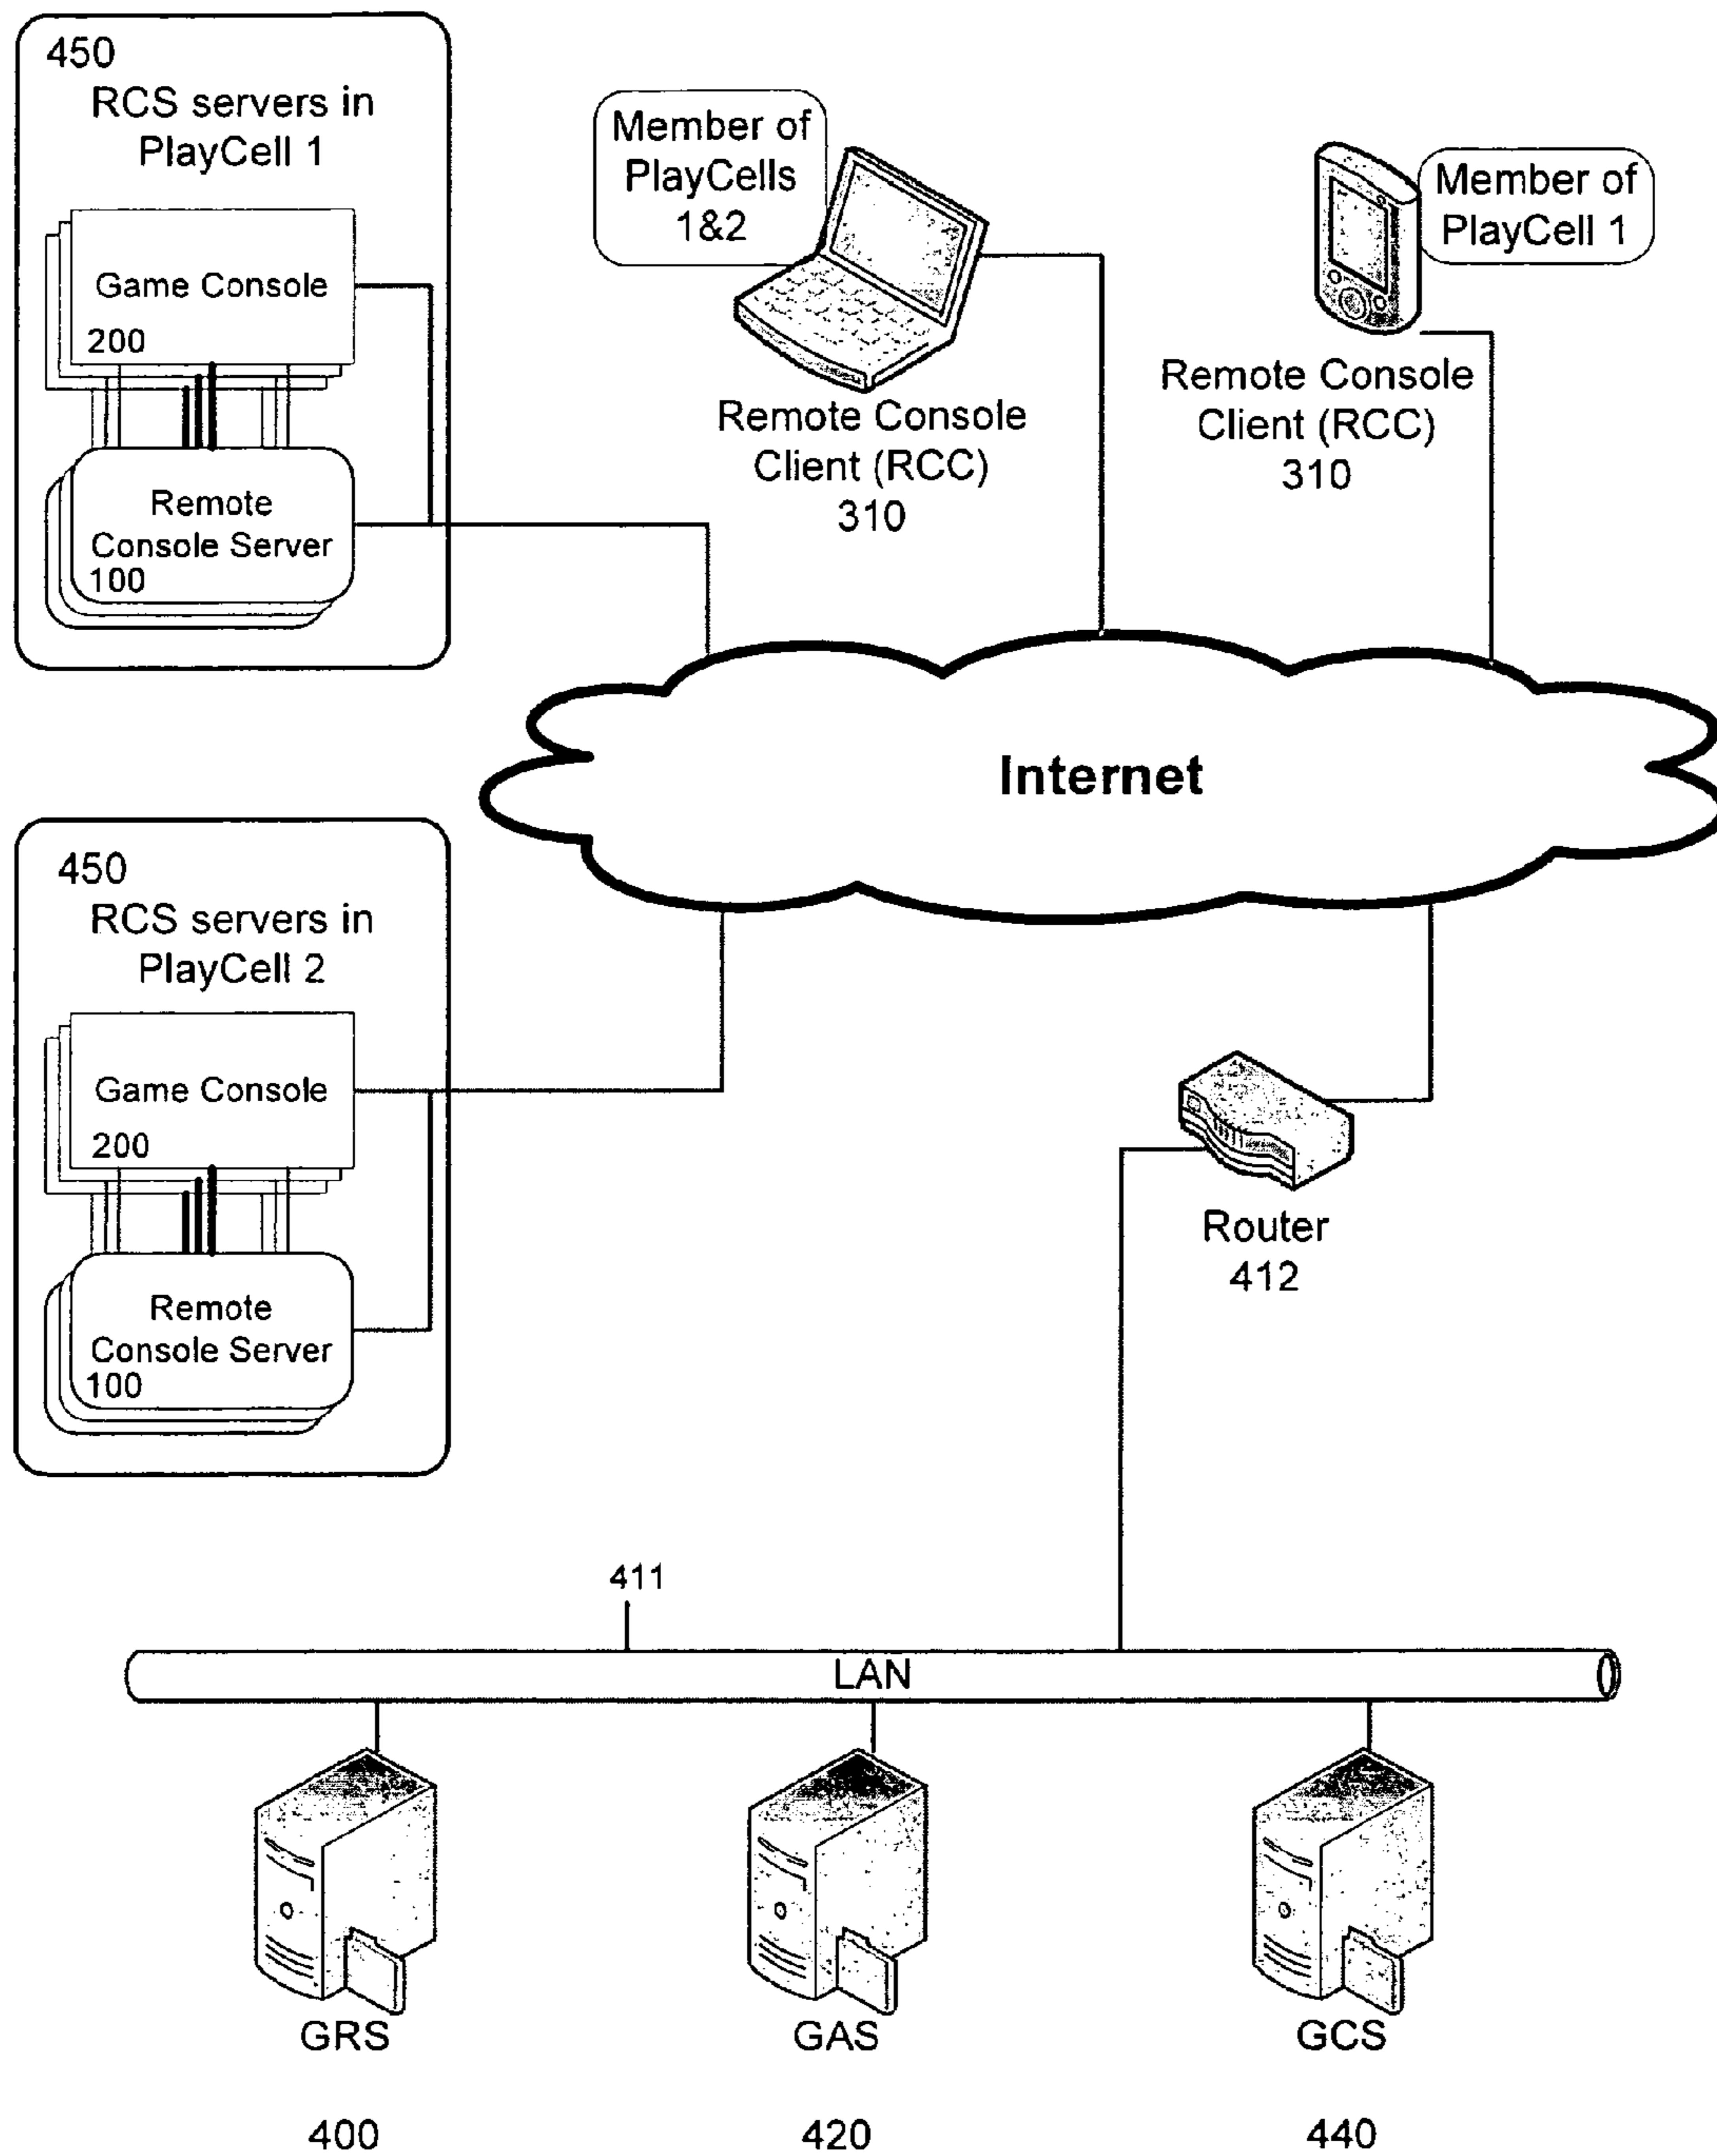 450
RCS servers in
PlayCell 1
Game Console
200
Remote
Console Server
100
Member of
PlayCells
1&2
Remote Console
Client (RCC)
310
Member of
PlayCell 1
Remote Console
Client (RCC)
310
Internet
450
RCS servers in
PlayCell 2
Game Console
200
Remote
Console Server
100
Router
412
411
LAN
GRS
GAS
GCS
400
420
440